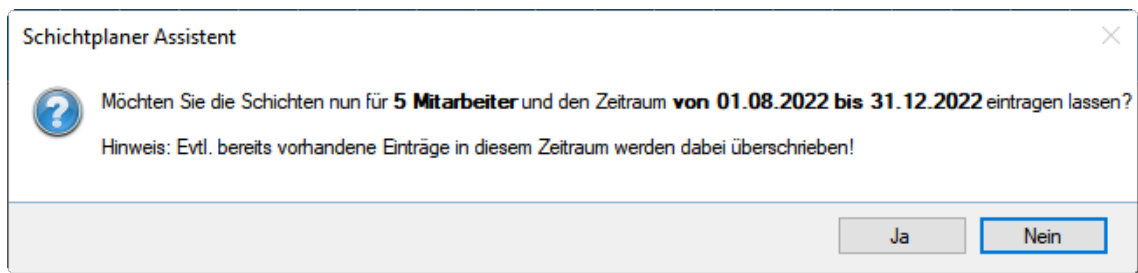 Schichtplaner Assistent
Möchten Sie die Schichten nun für 5 Mitarbeiter und den Zeitraum von 01.08.2022 bis 31.12.2022 eintragen lassen?
Hinweis: Evtl. bereits vorhandene Einträge in diesem Zeitraum werden dabei überschrieben!
Ja
Nein